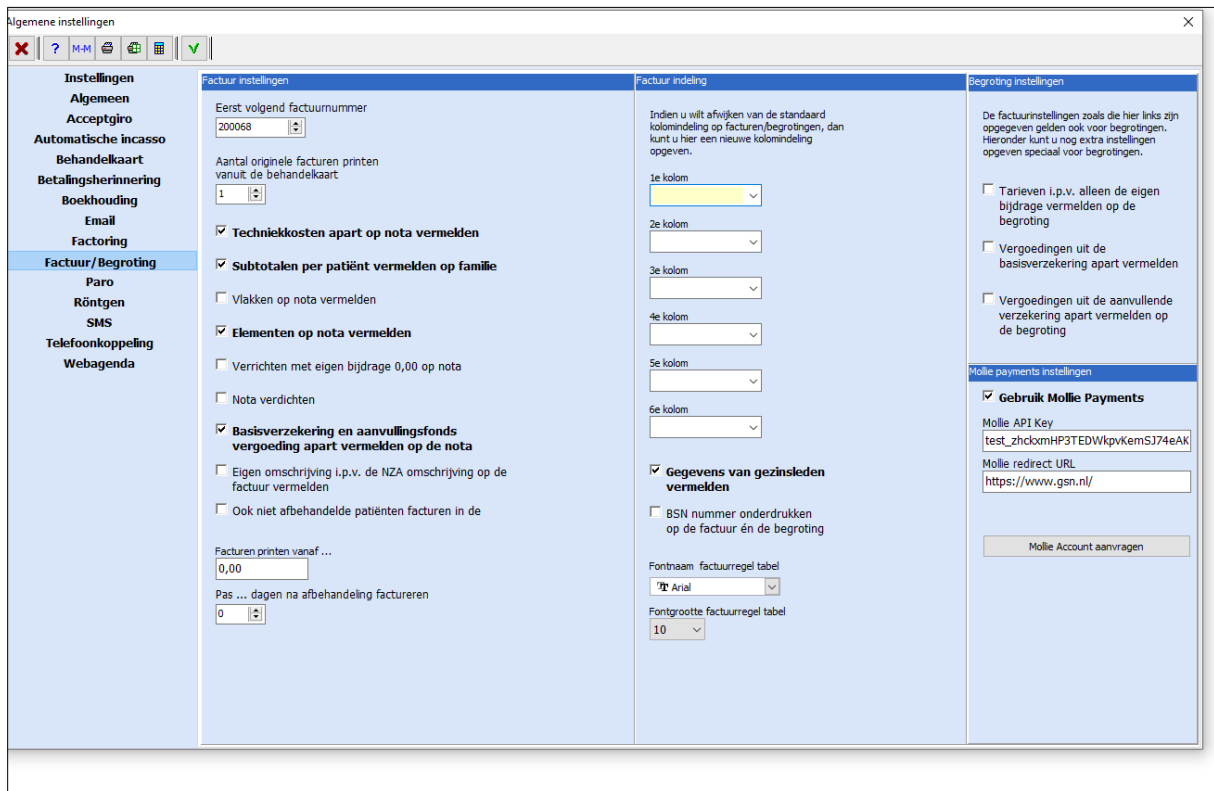 Algemene instellingen
? M-M
Instellingen
Algemeen
Acceptgiro
Automatische incasso
Behandelkaart
Betalingsherinnering
Boekhouding
Email
Factoring
Factuur/Begroting
Paro
Röntgen
SMS
Telefoonkoppeling
Webagenda
Factuur instellingen
Eerst volgend factuurnummer
200068
Aantal originele facturen printen
vanuit de behandelkaart
1
Techniekkosten apart op nota vermelden
Subtotalen per patiënt vermelden op familie
Vlakken op nota vermelden
Elementen op nota vermelden
Verrichten met eigen bijdrage 0,00 op nota
Nota verdichten
Basisverzekering en aanvullingsfonds
vergoeding apart vermelden op de nota
Eigen omschrijving i.p.v. de NZA omschrijving op de
factuur vermelden
Ook niet afbehandelde patiënten facturen in de
Facturen printen vanaf ...
0,00
Pas ... dagen na afbehandeling factureren
0
Factuur indeling
Indien u wilt afwijken van de standaard
kolomindeling op facturen/begrotingen, dan
kunt u hier een nieuwe kolomindeling
opgeven.
1e kolom
2e kolom
3e kolom
4e kolom
5e kolom
6e kolom
Gegevens van gezinsleden
vermelden
BSN nummer onderdrukken
op de factuur én de begroting
Fontnaam factuurregel tabel
Arial
Fontgrootte factuurregel tabel
10
Begroting instellingen
De factuurinstellingen zoals die hier links zijn
opgegeven gelden ook voor begrotingen.
Hieronder kunt u nog extra instellingen
opgeven speciaal voor begrotingen.
Tarieven i.p.v. alleen de eigen
bijdrage vermelden op de
begroting
Vergoedingen uit de
basisverzekering apart vermelden
Vergoedingen uit de aanvullende
verzekering apart vermelden op
de begroting
Mollie payments instellingen
Gebruik Mollie Payments
Mollie API Key
test_zhckxmHP3TEDWkpvKemSJ74eAK
Mollie redirect URL
https://www.gsn.nl/
Mollie Account aanvragen